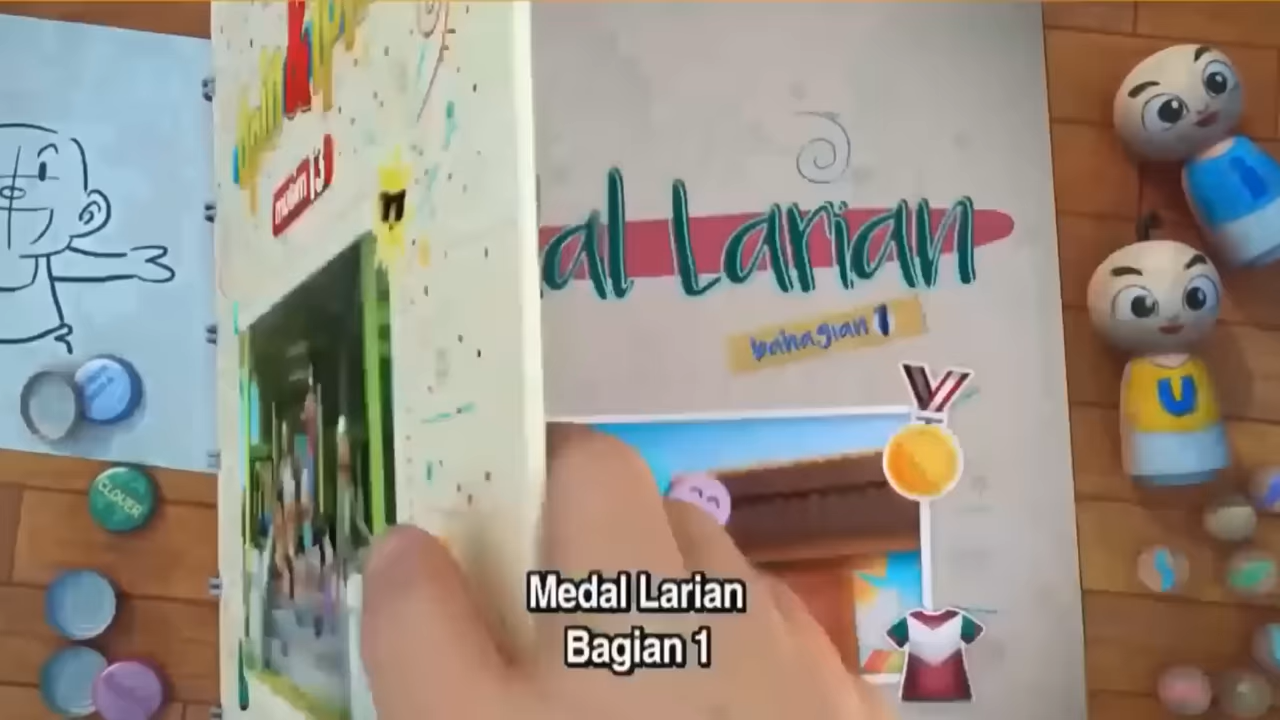 musim 13
al Larian
bahagian 1
U
CLOVER
Medal Larian
Bagian 1